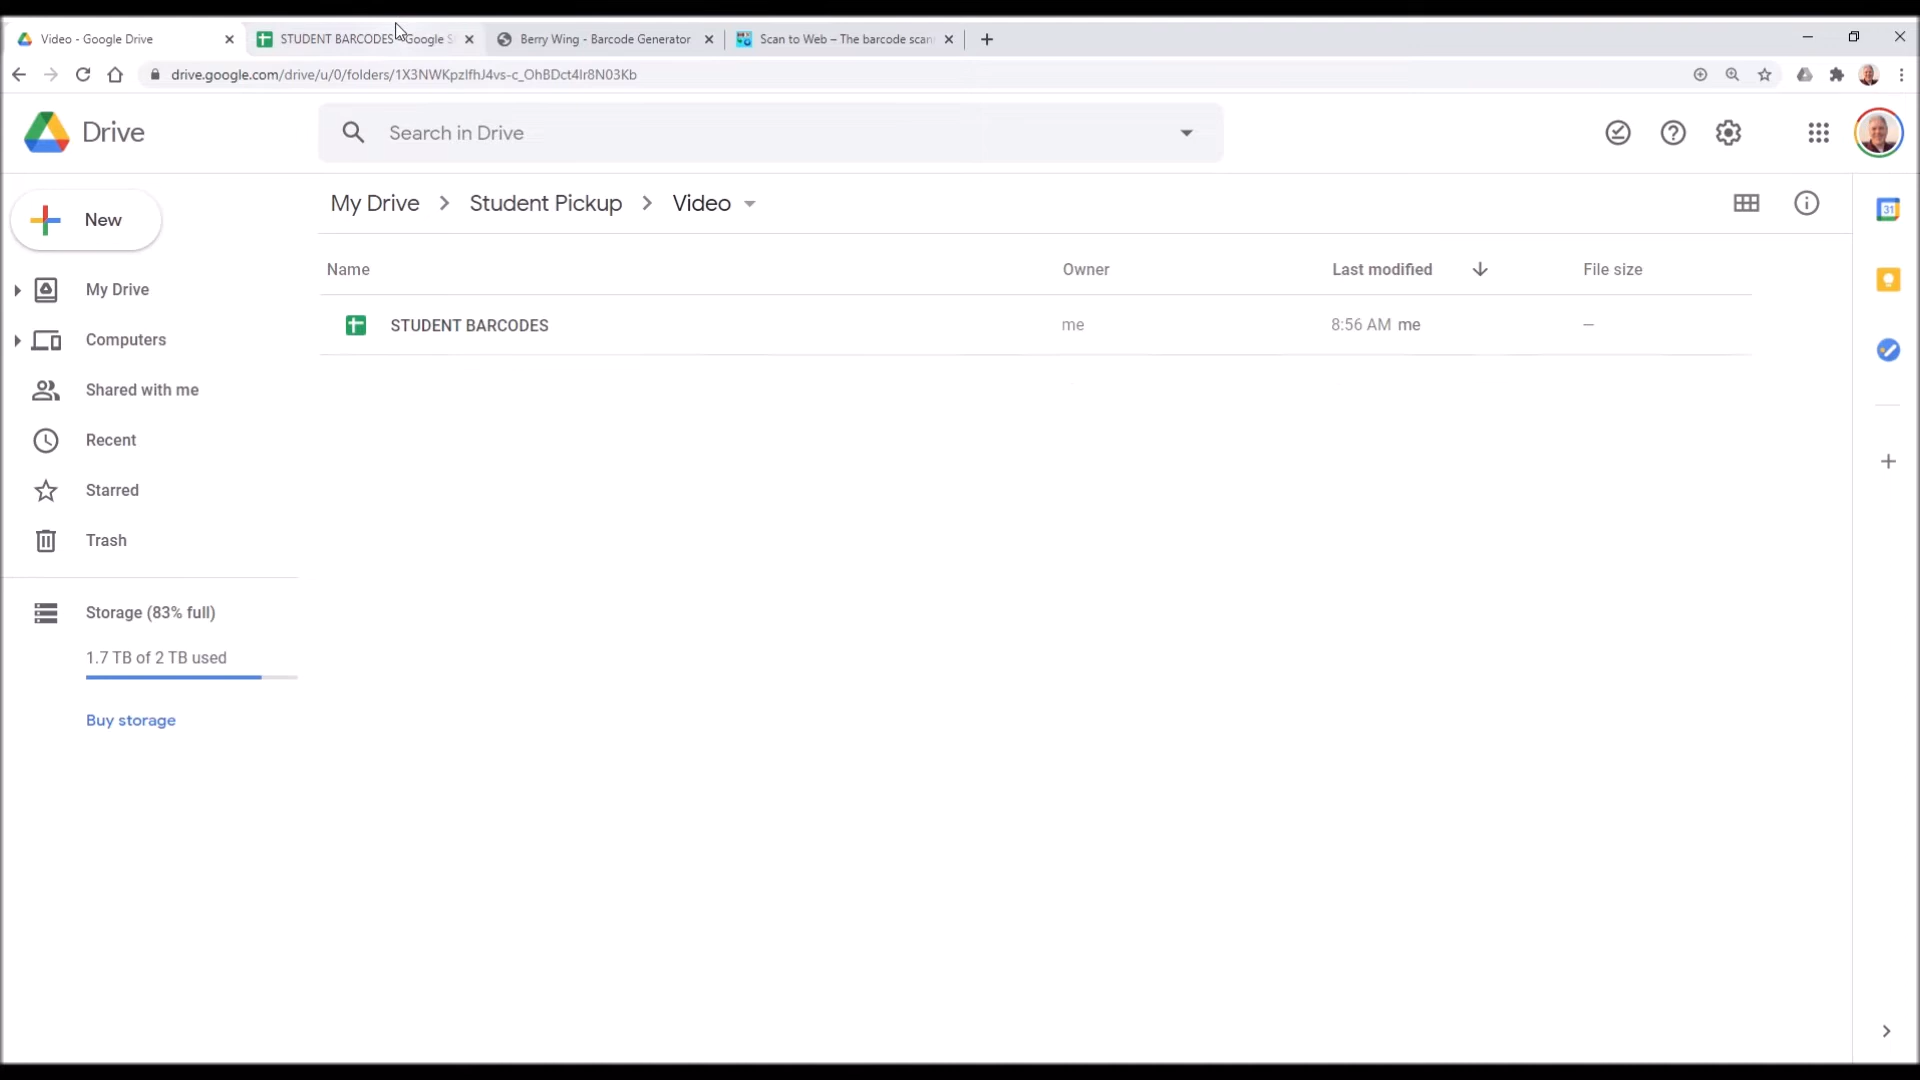 Video - Google Drive
STUDENT BARCODES - Google S
Berry Wing - Barcode Generator
Scan to Web – The barcode scan
drive.google.com/drive/u/0/folders/1X3NWKpzlfhJ4vs-c_OhBDct4lr8N03Kb
Drive
Search in Drive
New
My Drive
Computers
Shared with me
Recent
Starred
Trash
Storage (83% full)
1.7 TB of 2 TB used
Buy storage
My Drive > Student Pickup > Video
Name Owner Last modified File size
STUDENT BARCODES me 8:56 AM me —
31